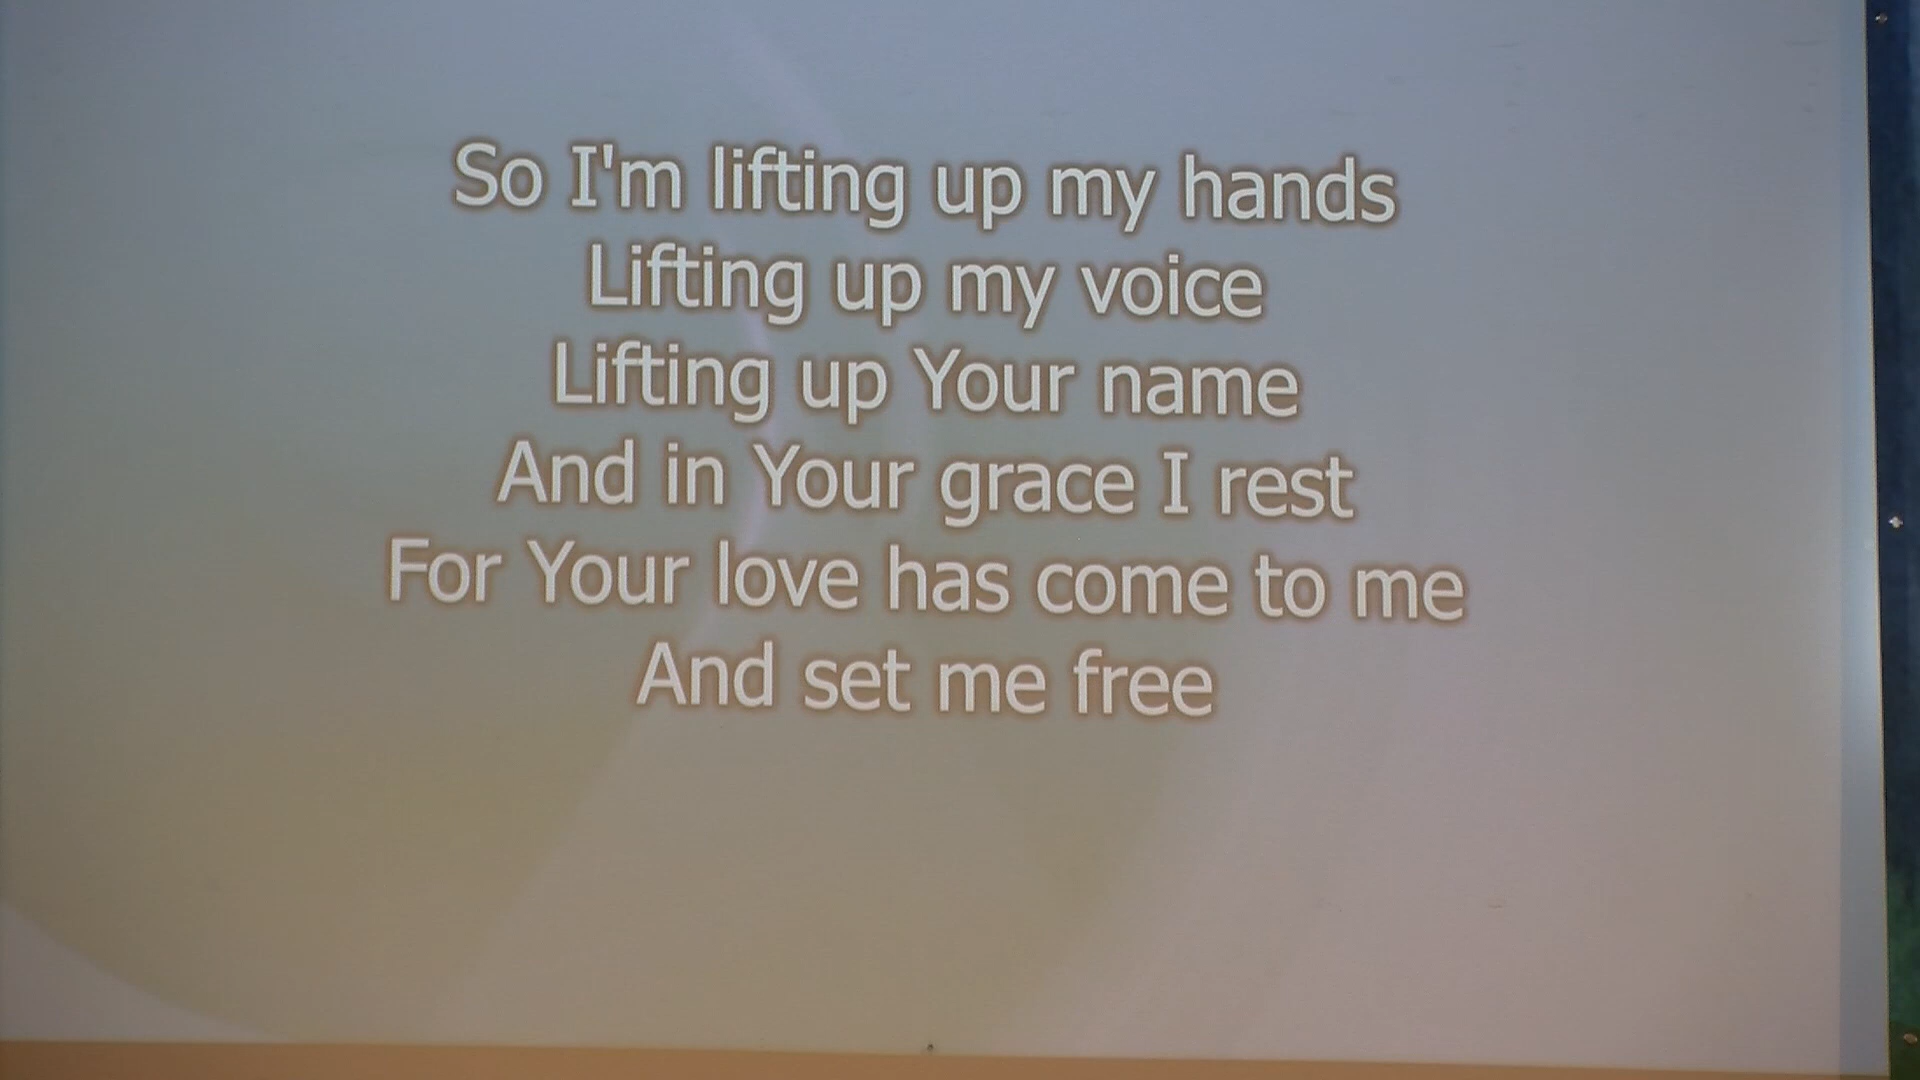 So I'm lifting up my hands
Lifting up my voice
Lifting up Your name
And in Your grace I rest
For Your love has come to me
And set me free